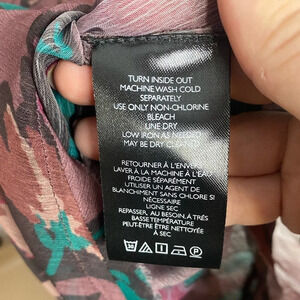 TURN INSIDE OUT
MACHINE WASH COLD
SEPARATELY
USE ONLY NON-CHLORINE
BLEACH
LINE DRY
LOW IRON AS NEEDED
MAY BE DRY CLEANED
RETOURNER À L'ENVERS
LAVER À LA MACHINE À L'EAU
FROIDE SÉPARÉMENT
UTILISER UN AGENT DE
BLANCHIMENT SANS CHLORE SI
NÉCESSAIRE
LIGNE SEC
REPASSER, AU BESOIN, À TRÈS
BASSE TEMPÉRATURE
PEUT-ÊTRE ÊTRE NETTOYÉE
À SEC